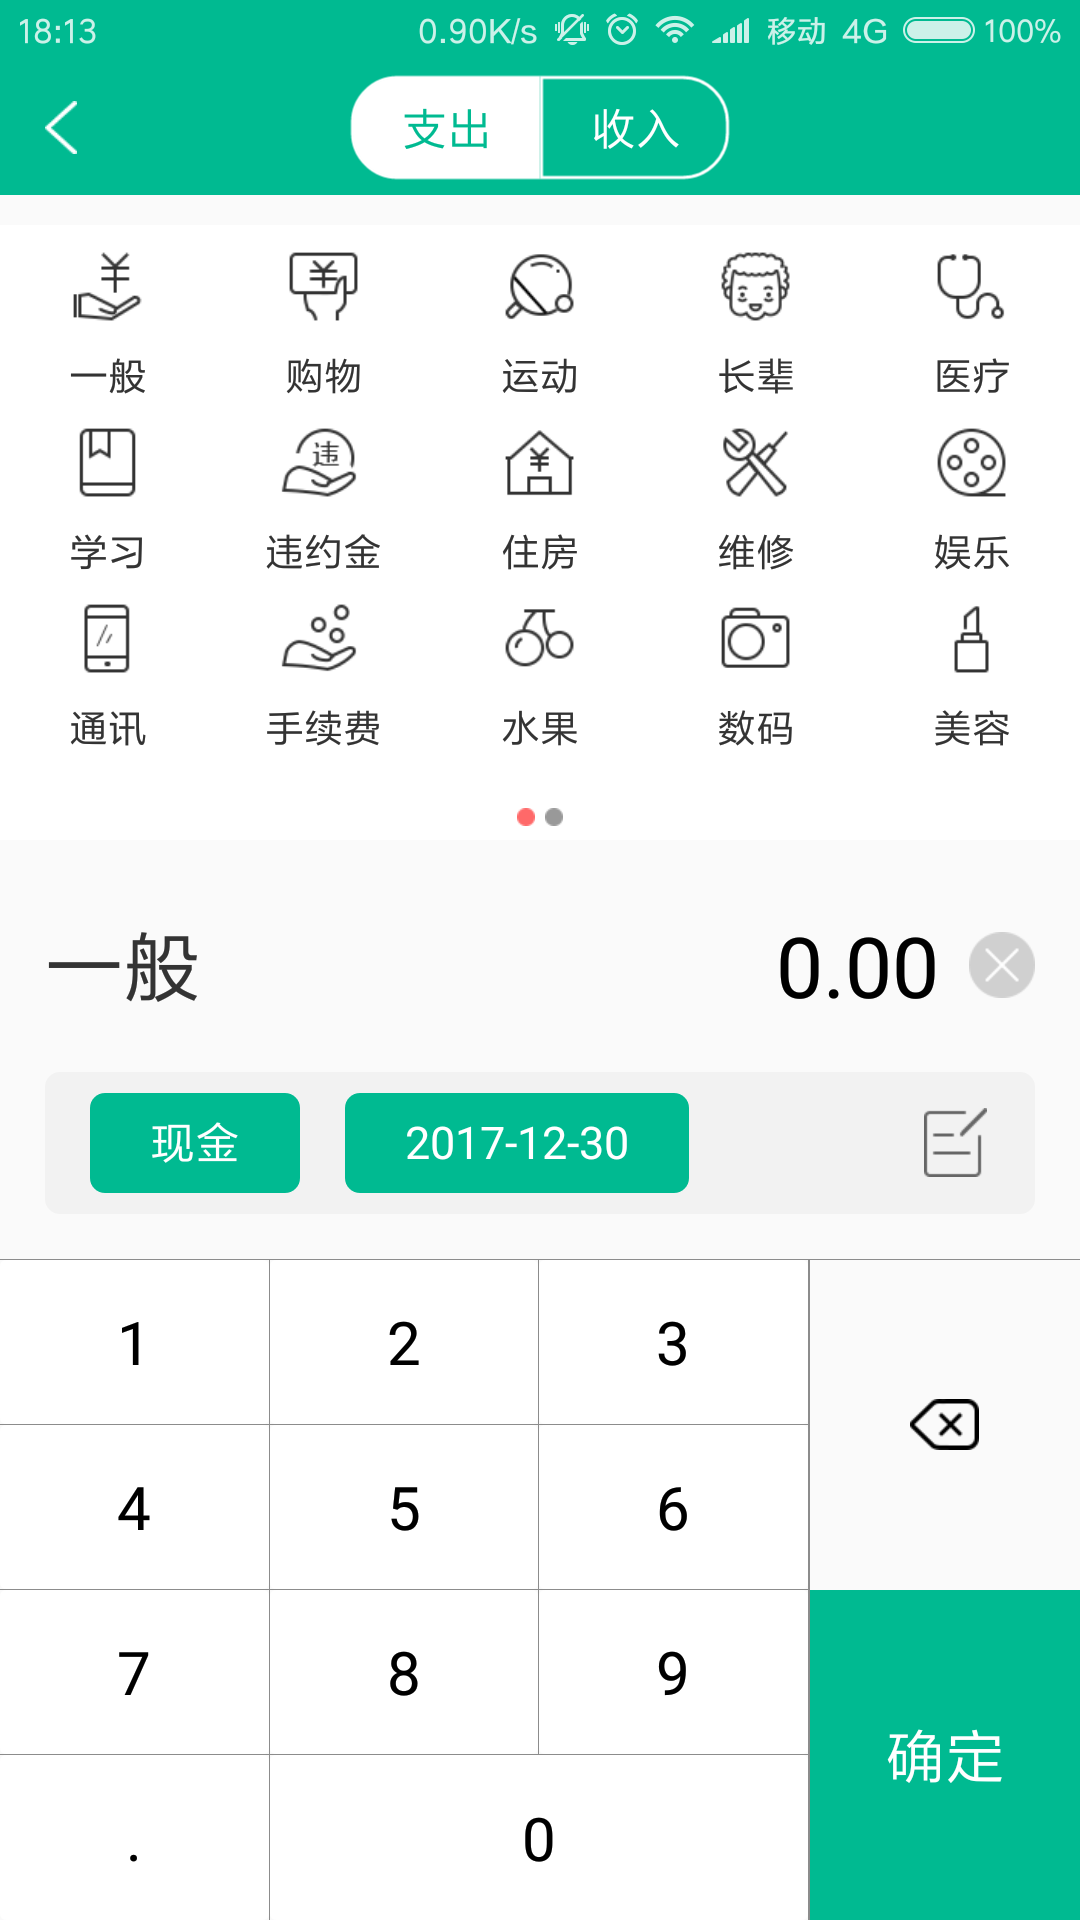 18:13 0.90K/s 移动 4G 100%
支出 收入
¥ ¥
一般 购物 运动 长辈 医疗
违 ¥
学习 违约金 住房 维修 娱乐
通讯 手续费 水果 数码 美容
一般 0.00
现金 2017-12-30
1 2 3
4 5 6
7 8 9
确定
. 0